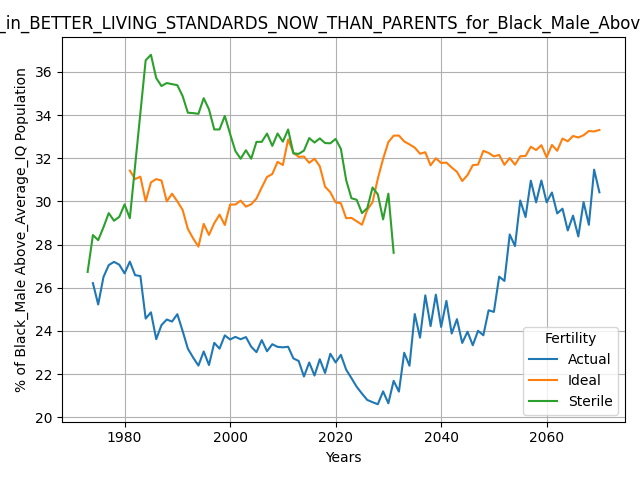 _in_BETTER_LIVING_STANDARDS_NOW_THAN_PARENTS_for_Black_Male_Abov
% of Black_Male Above_Average_IQ Population
36
34
32
30
28
26
24
22
20
1980
2000
2020
2040
2060
Years
Fertility
Actual
Ideal
Sterile